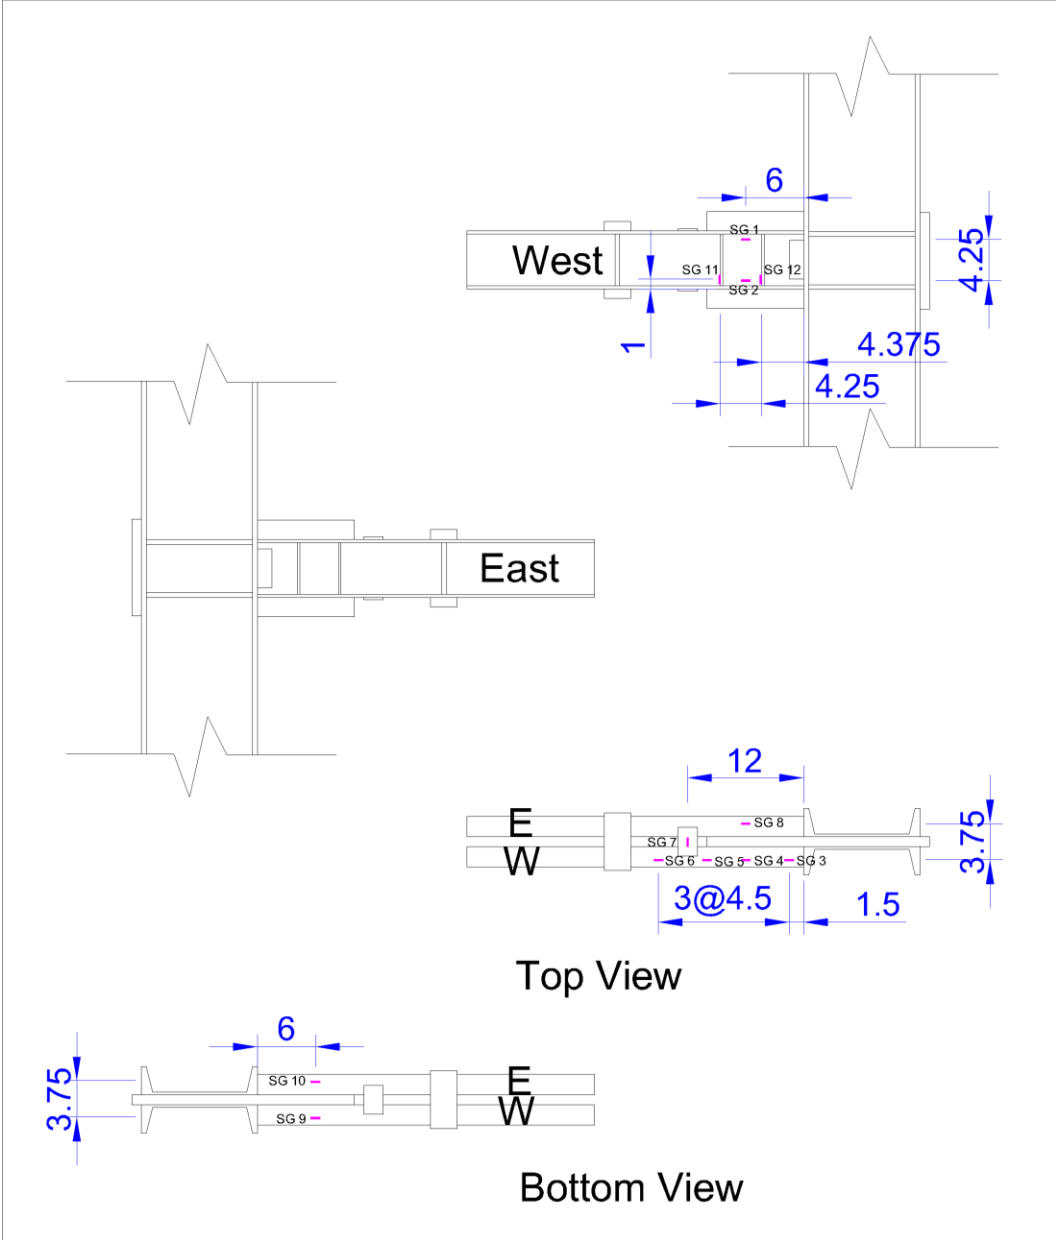 6
SG 1
West
4.25
SG 11
SG 12
SG 2
1
4.375
4.25
East
12
E
SG 8
SG 7
3.75
W
SG 6
SG 5
SG 4
SG 3
3@4.5
1.5
Top View
6
SG 10
E
3.75
W
SG 9
Bottom View